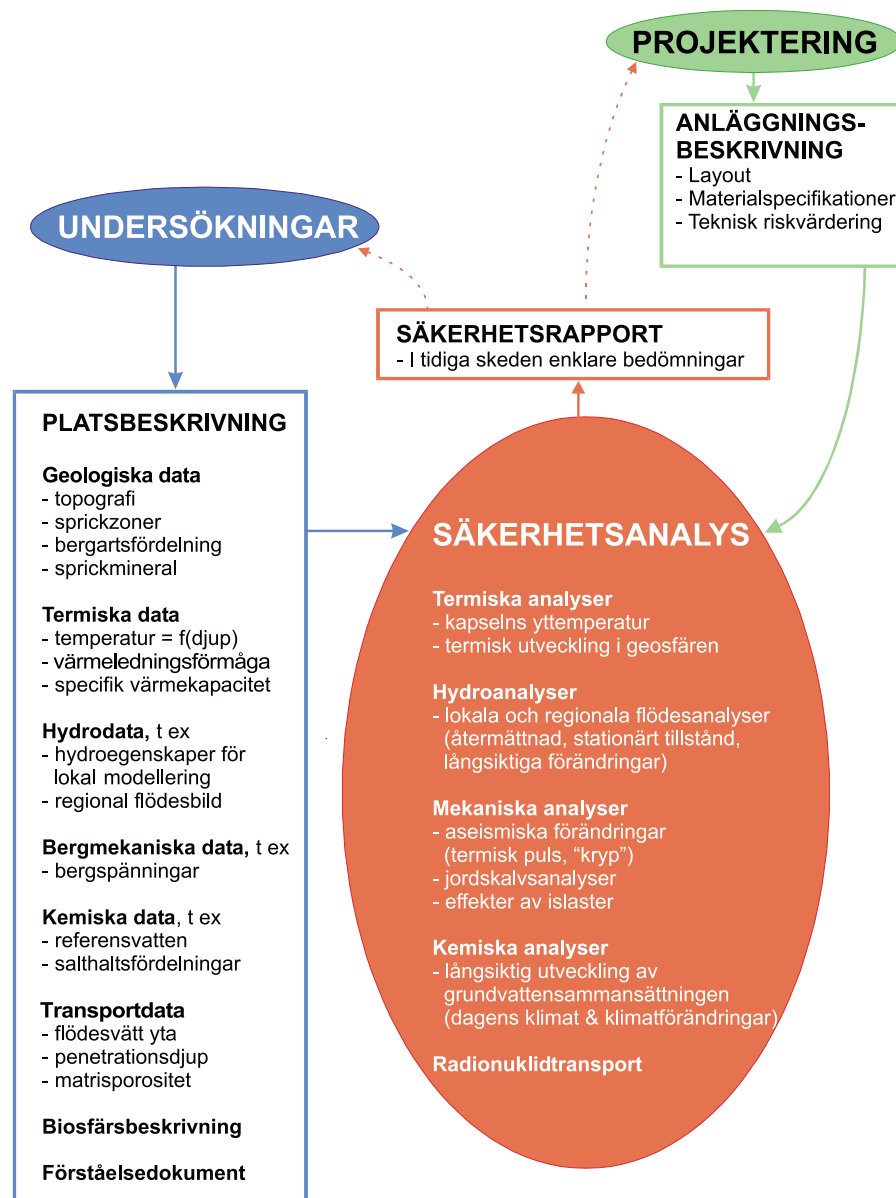 PROJEKTERING
ANLÄGGNINGS-
BESKRIVNING
- Layout
- Materialspecifikationer
- Teknisk riskvärdering
UNDERSÖKNINGAR
SÄKERHETSRAPPORT
- I tidiga skeden enklare bedömningar
PLATSBESKRIVNING
Geologiska data
- topografi
- sprickzoner
- bergartsfördelning
- sprickmineral
Termiska data
- temperatur = f(djup)
- värmeledningsförmåga
- specifik värmekapacitet
Hydrodata, t ex
- hydroegenskaper för
lokal modellering
- regional flödesbild
Bergmekaniska data, t ex
- bergspänningar
Kemiska data, t ex
- referensvatten
- salthaltsfördelningar
Transportdata
- flödesvätt yta
- penetrationsdjup
- matrisporositet
Biosfärsbeskrivning
Förståelsedokument
SÄKERHETSANALYS
Termiska analyser
- kapselns yttemperatur
- termisk utveckling i geosfären
Hydroanalyser
- lokala och regionala flödesanalyser
(återmättnad, stationärt tillstånd,
långsiktiga förändringar)
Mekaniska analyser
- aseismiska förändringar
(termisk puls, “kryp”)
- jordskalvsanalyser
- effekter av islaster
Kemiska analyser
- långsiktig utveckling av
grundvattensammansättningen
(dagens klimat & klimatförändringar)
Radionuklidtransport